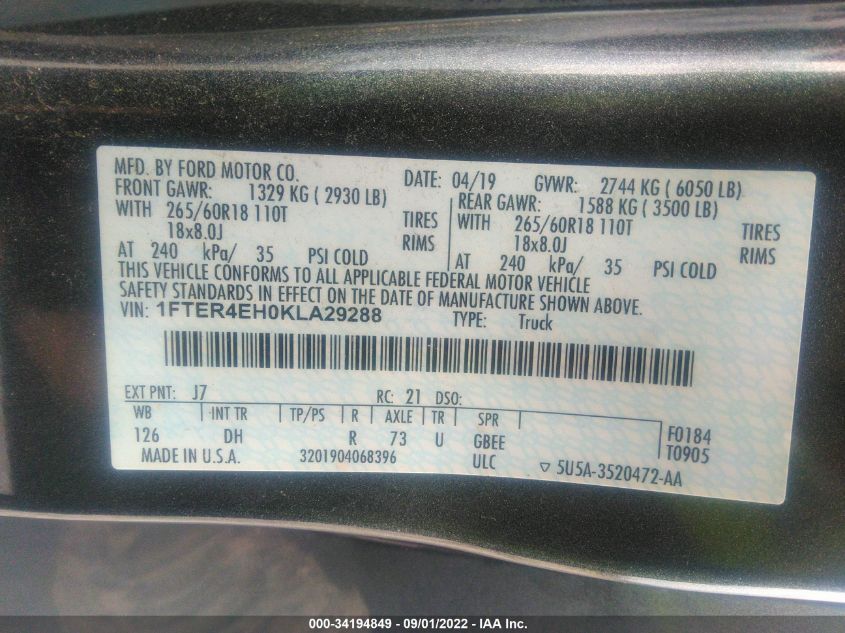 MFD. BY FORD MOTOR CO. DATE: 04/19 GVWR: 2744 KG ( 6050 LB)
FRONT GAWR: 1329 KG ( 2930 LB) REAR GAWR: 1588 KG ( 3500 LB)
WITH 265/60R18 110T TIRES WITH 265/60R18 110T TIRES
18x8.0J RIMS 18x8.0J RIMS
AT 240 kPa/ 35 PSI COLD AT 240 kPa/ 35 PSI COLD
THIS VEHICLE CONFORMS TO ALL APPLICABLE FEDERAL MOTOR VEHICLE
SAFETY STANDARDS IN EFFECT ON THE DATE OF MANUFACTURE SHOWN ABOVE.
VIN: 1FTER4EH0KLA29288 TYPE: Truck
EXT PNT: J7 RC: 21 DSO:
WB INT TR TP/PS R AXLE TR SPR F0184
126 DH R 73 U GBEE T0905
MADE IN U.S.A. 3201904068396 ULC ▽ 5U5A-3520472-AA
000-34194849 - 09/01/2022 - IAA Inc.